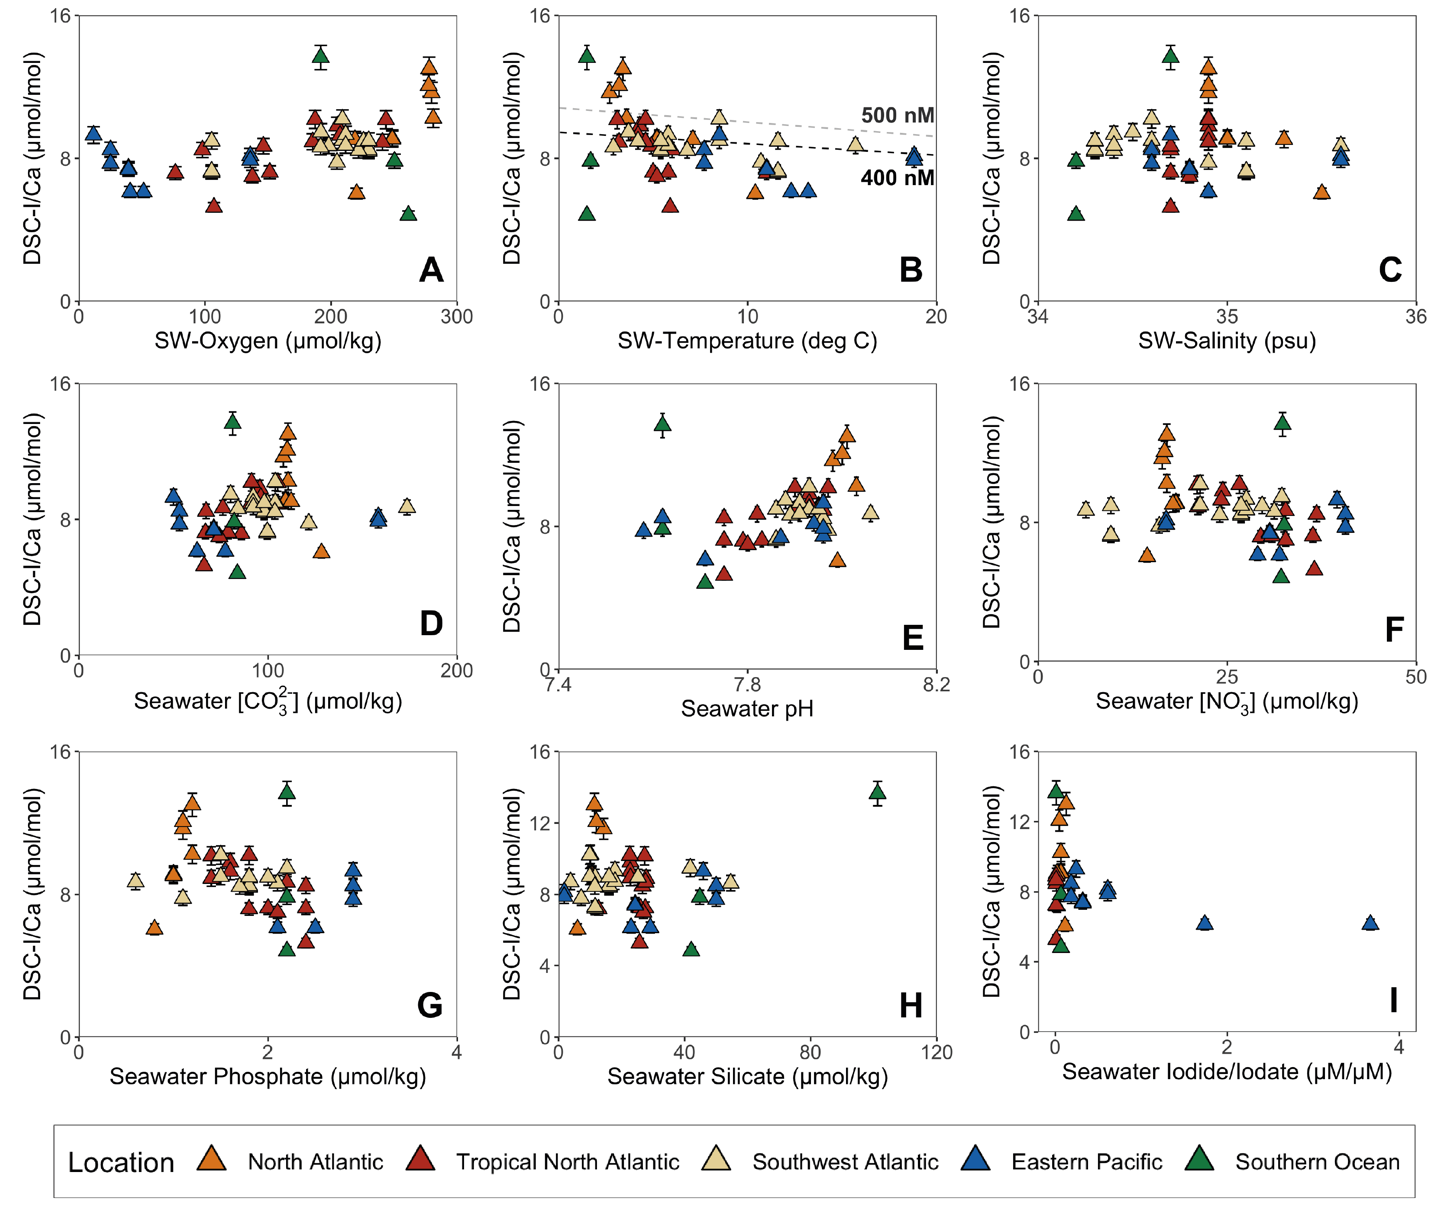 16
8
0
DSC-I/Ca (µmol/mol)
A
0
100
200
300
SW-Oxygen (µmol/kg)
16
8
0
DSC-I/Ca (µmol/mol)
500 nM
400 nM
B
0
10
20
SW-Temperature (deg C)
16
8
0
DSC-I/Ca (µmol/mol)
C
34
35
36
SW-Salinity (psu)
16
8
0
DSC-I/Ca (µmol/mol)
D
0
100
200
Seawater [CO₃²⁻] (µmol/kg)
16
8
0
DSC-I/Ca (µmol/mol)
E
7.4
7.8
8.2
Seawater pH
16
8
0
DSC-I/Ca (µmol/mol)
F
0
25
50
Seawater [NO₃⁻] (µmol/kg)
16
8
0
DSC-I/Ca (µmol/mol)
G
0
2
4
Seawater Phosphate (µmol/kg)
16
12
8
4
0
DSC-I/Ca (µmol/mol)
H
0
40
80
120
Seawater Silicate (µmol/kg)
16
12
8
4
0
DSC-I/Ca (µmol/mol)
I
0
2
4
Seawater Iodide/Iodate (µM/µM)
Location North Atlantic Tropical North Atlantic Southwest Atlantic Eastern Pacific Southern Ocean